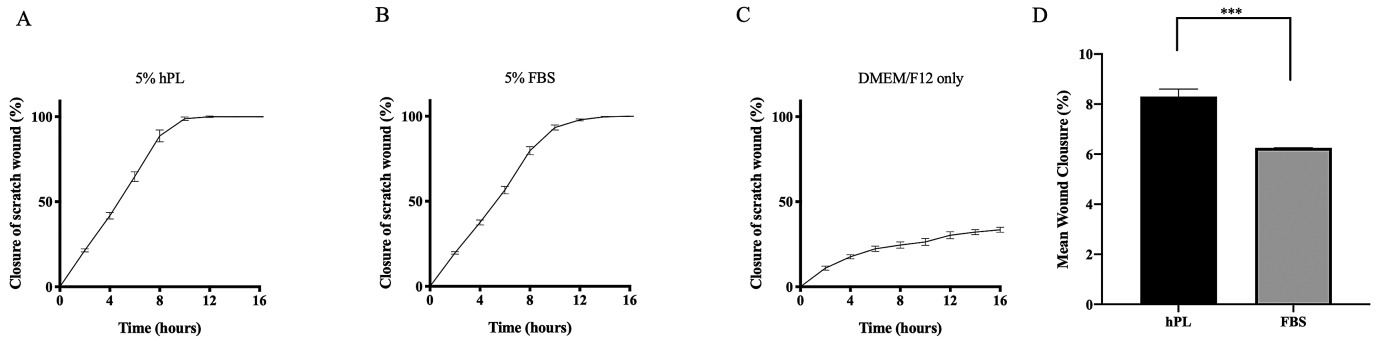 A
5% hPL
Closure of scratch wound (%)
100
50
0
0 4 8 12 16
Time (hours)
B
5% FBS
Closure of scratch wound (%)
100
50
0
0 4 8 12 16
Time (hours)
C
DMEM/F12 only
Closure of scratch wound (%)
100
50
0
0 4 8 12 16
Time (hours)
D
***
Mean Wound Clousure (%)
10
8
6
4
2
0
hPL FBS